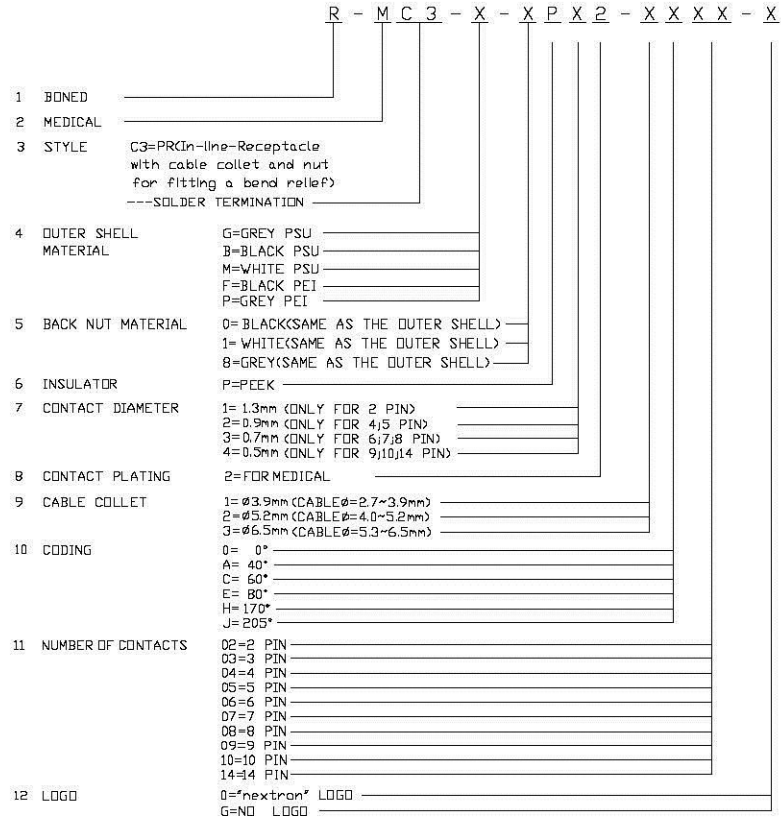 R - M C 3 - X - X P X 2 - X X X X - X
1 BONED
2 MEDICAL
3 STYLE C3=PR(In-line-Receptacle
with cable collet and nut
for fitting a bend relief)
---SOLDER TERMINATION
4 OUTER SHELL G=GREY PSU
MATERIAL B=BLACK PSU
M=WHITE PSU
F=BLACK PEI
P=GREY PEI
5 BACK NUT MATERIAL 0= BLACK(SAME AS THE OUTER SHELL)
1= WHITE(SAME AS THE OUTER SHELL)
8=GREY(SAME AS THE OUTER SHELL)
6 INSULATOR P=PEEK
7 CONTACT DIAMETER 1= 1.3mm (ONLY FOR 2 PIN)
2=0.9mm (ONLY FOR 4;5 PIN)
3=0.7mm (ONLY FOR 6;7;8 PIN)
4=0.5mm (ONLY FOR 9;10;14 PIN)
8 CONTACT PLATING 2=FOR MEDICAL
9 CABLE COLLET 1=Ø3.9mm(CABLEØ=2.7~3.9mm)
2=Ø5.2mm(CABLEØ=4.0~5.2mm)
3=Ø6.5mm(CABLEØ=5.3~6.5mm)
10 CODING 0= 0°
A= 40°
C= 60°
E= 80°
H=170°
J=205°
11 NUMBER OF CONTACTS 02=2 PIN
03=3 PIN
04=4 PIN
05=5 PIN
06=6 PIN
07=7 PIN
08=8 PIN
09=9 PIN
10=10 PIN
14=14 PIN
12 LOGO 0="nextron" LOGO
G=NO LOGO